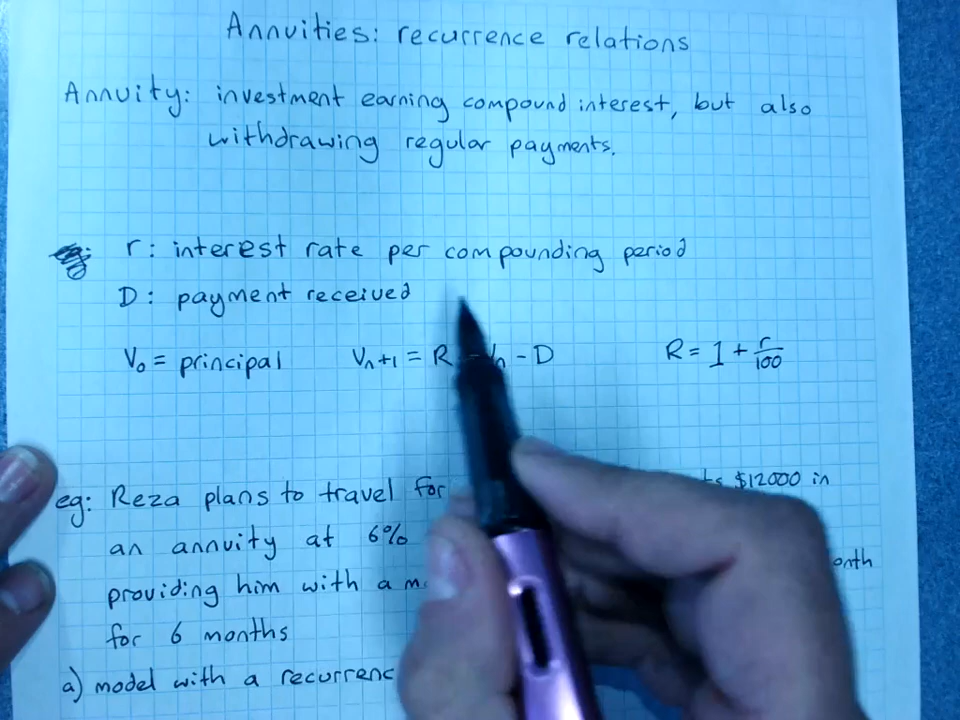 Annuities: recurrence relations
Annuity: investment earning compound interest, but also
withdrawing regular payments.
r: interest rate per compounding period
D: payment received
V₀ = principal Vₙ₊₁ = R - D R = 1 + r/100
eg: Reza plans to travel for $12000 in
an annuity at 6%
providing him with a
for 6 months
a) model with a